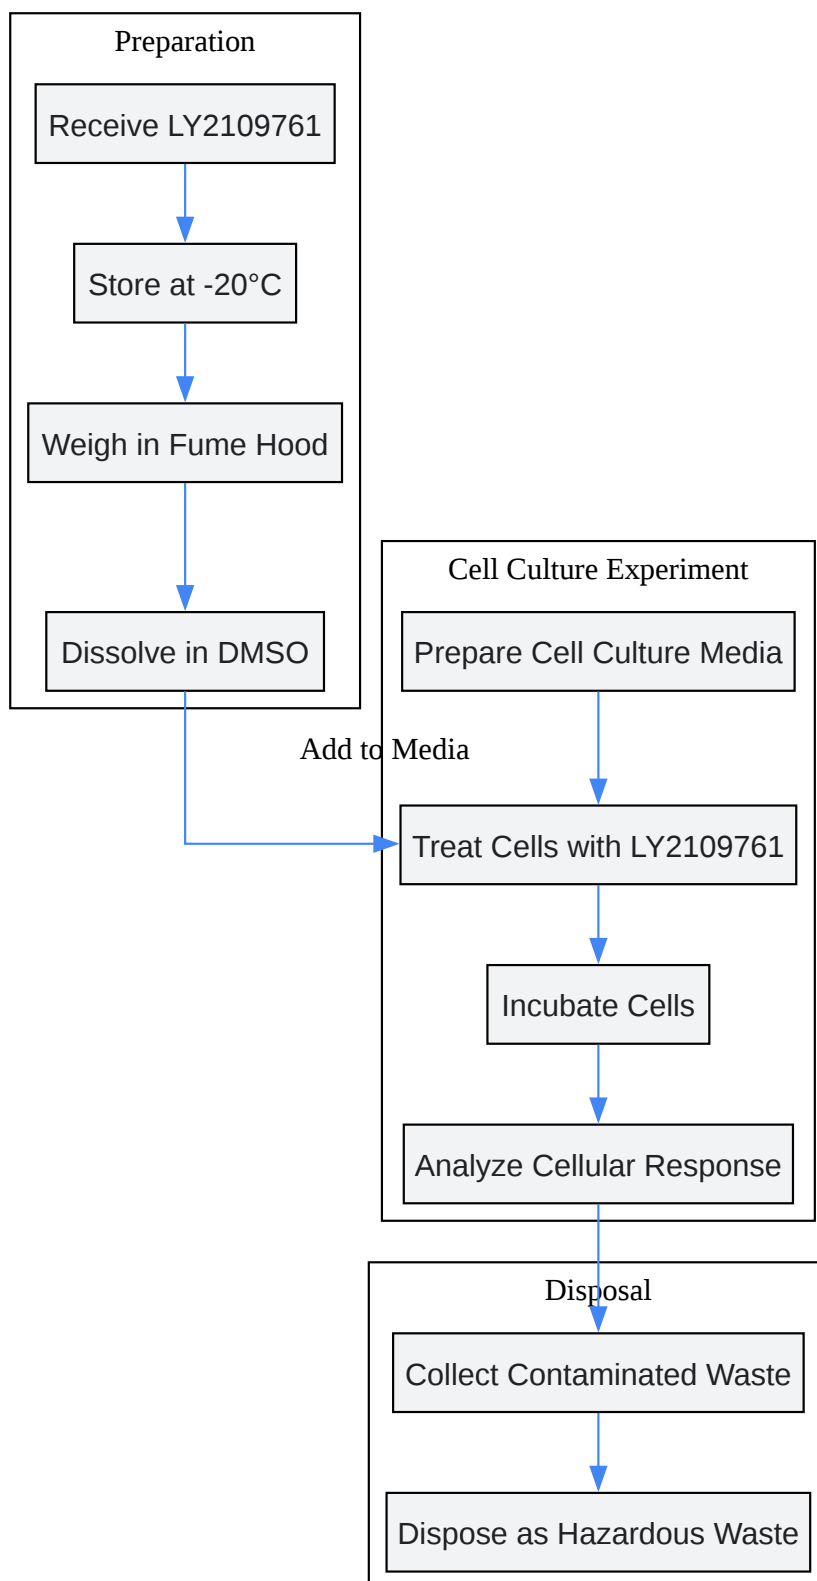 Preparation
Receive LY2109761
Store at -20°C
Weigh in Fume Hood
Dissolve in DMSO
Add to Media
Cell Culture Experiment
Prepare Cell Culture Media
Treat Cells with LY2109761
Incubate Cells
Analyze Cellular Response
Disposal
Collect Contaminated Waste
Dispose as Hazardous Waste